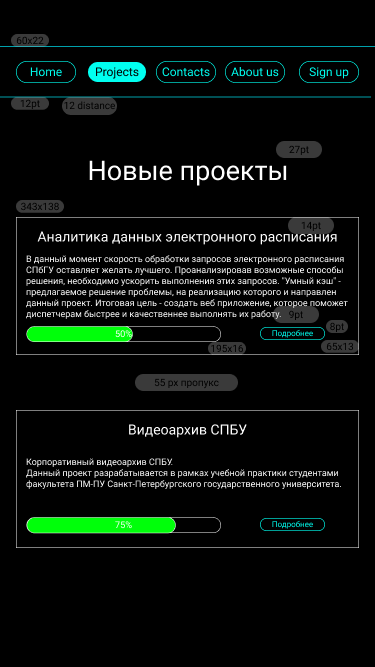 60x22
Home Projects Contacts About us Sign up
12pt 12 distance
27pt
Новые проекты
343x138
14pt
Аналитика данных электронного расписания
В данный момент скорость обработки запросов электронного расписания
СПбГУ оставляет желать лучшего. Проанализировав возможные способы
решения, необходимо ускорить выполнения этих запросов. "Умный кэш" -
предлагаемое решение проблемы, на реализацию которого и направлен
данный проект. Итоговая цель - создать веб приложение, которое поможет
диспетчерам быстрее и качественнее выполнять их работу.
9pt
8pt
50% Подробнее
195x16 65x13
55 px пропукс
Видеоархив СПБУ
Корпоративный видеоархив СПБУ.
Данный проект разрабатывается в рамках учебной практики студентами
факультета ПМ-ПУ Санкт-Петербургского государственного университета.
75% Подробнее